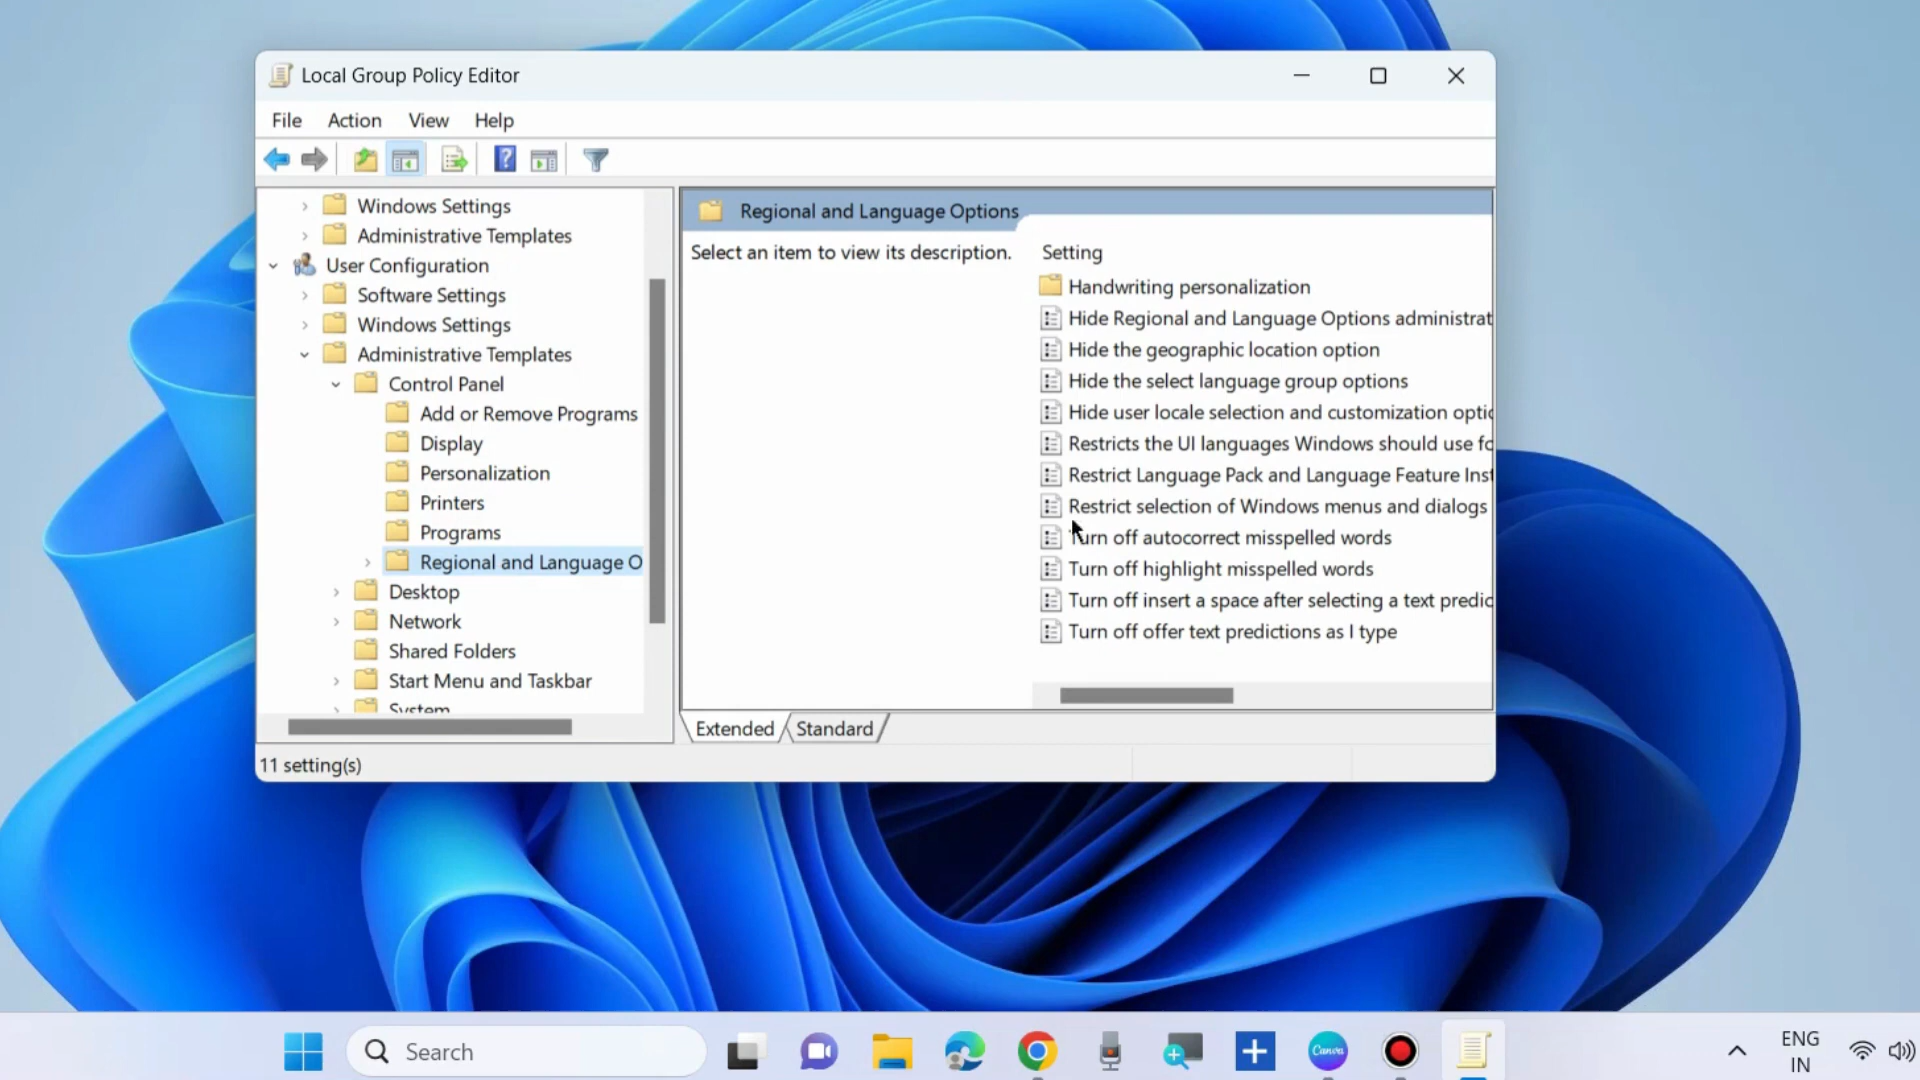 Local Group Policy Editor
File Action View Help
Windows Settings
Administrative Templates
User Configuration
Software Settings
Windows Settings
Administrative Templates
Control Panel
Add or Remove Programs
Display
Personalization
Printers
Programs
Regional and Language O
Desktop
Network
Shared Folders
Start Menu and Taskbar
System
Regional and Language Options
Select an item to view its description.
Setting
Handwriting personalization
Hide Regional and Language Options administrat
Hide the geographic location option
Hide the select language group options
Hide user locale selection and customization optio
Restricts the UI languages Windows should use fo
Restrict Language Pack and Language Feature Inst
Restrict selection of Windows menus and dialogs
Turn off autocorrect misspelled words
Turn off highlight misspelled words
Turn off insert a space after selecting a text predic
Turn off offer text predictions as I type
Extended Standard
11 setting(s)
Search
Canva
ENG
IN